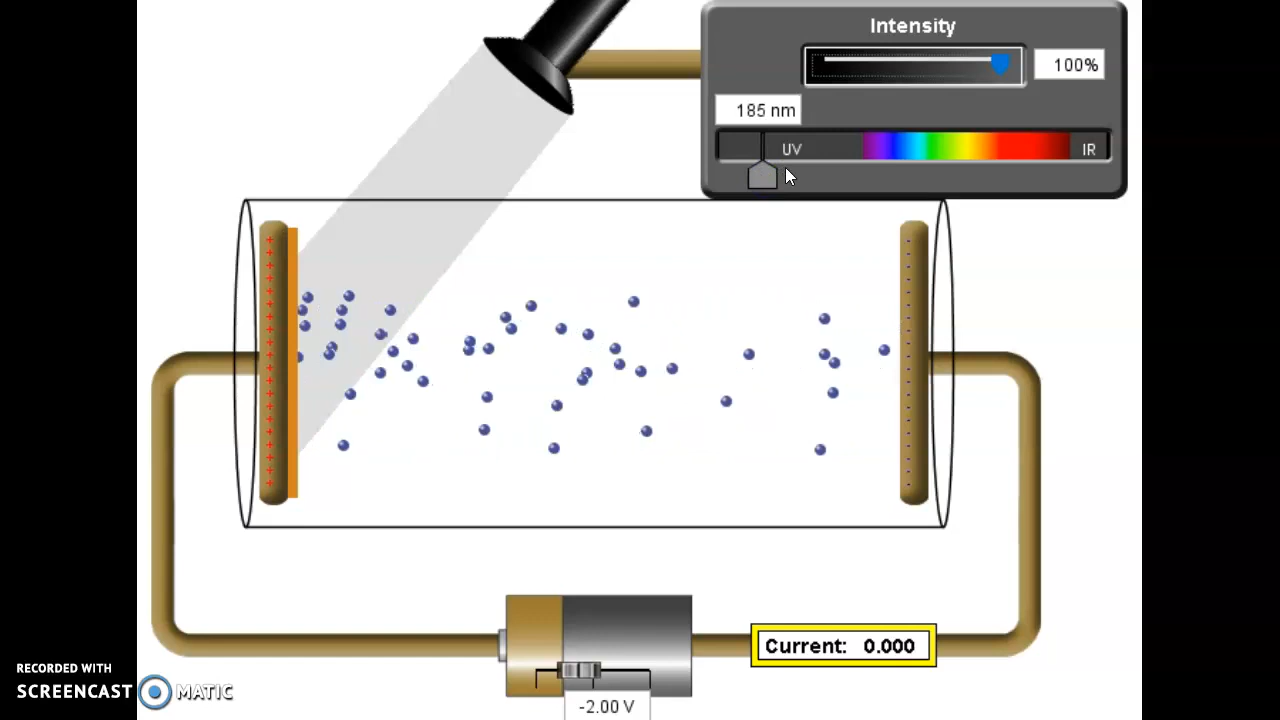 Intensity
100%
185 nm
UV
IR
Current: 0.000
-2.00 V
RECORDED WITH
SCREENCAST MATIC